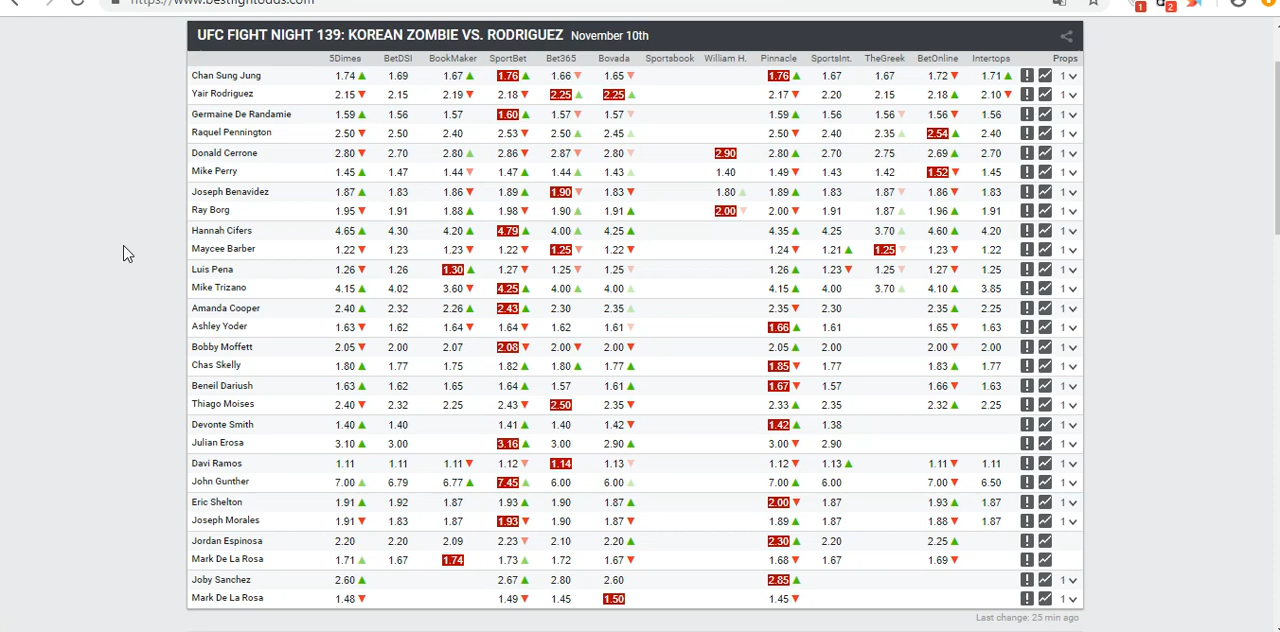 https://www.bestfightodds.com
1
2
UFC FIGHT NIGHT 139: KOREAN ZOMBIE VS. RODRIGUEZ November 10th
5Dimes BetDSI BookMaker SportBet Bet365 Bovada Sportsbook William H. Pinnacle SportsInt. TheGreek BetOnline Intertops Props
Chan Sung Jung 1.74 1.69 1.67 1.76 1.66 1.65 1.76 1.67 1.67 1.72 1.71 1
Yair Rodriguez 2.15 2.15 2.19 2.18 2.25 2.25 2.17 2.20 2.15 2.18 2.10 1
Germaine De Randamie 1.59 1.56 1.57 1.60 1.57 1.57 1.59 1.56 1.56 1.56 1.56 1
Raquel Pennington 2.50 2.50 2.40 2.53 2.50 2.45 2.50 2.40 2.35 2.54 2.40 1
Donald Cerrone 2.80 2.70 2.80 2.86 2.87 2.80 2.90 2.80 2.70 2.75 2.69 2.70 1
Mike Perry 1.45 1.47 1.44 1.47 1.44 1.43 1.40 1.49 1.43 1.42 1.52 1.45 1
Joseph Benavidez 1.87 1.83 1.86 1.89 1.90 1.83 1.80 1.89 1.83 1.87 1.86 1.83 1
Ray Borg 1.95 1.91 1.88 1.98 1.90 1.91 2.00 2.00 1.91 1.87 1.96 1.91 1
Hannah Cifers 4.65 4.30 4.20 4.79 4.00 4.25 4.35 4.25 3.70 4.60 4.20 1
Maycee Barber 1.22 1.23 1.23 1.22 1.25 1.22 1.24 1.21 1.25 1.23 1.22 1
Luis Pena 1.26 1.26 1.30 1.27 1.25 1.25 1.26 1.23 1.25 1.27 1.25 1
Mike Trizano 4.15 4.02 3.60 4.25 4.00 4.00 4.15 4.00 3.70 4.10 3.85 1
Amanda Cooper 2.40 2.32 2.26 2.43 2.30 2.35 2.35 2.30 2.35 2.25 1
Ashley Yoder 1.63 1.62 1.64 1.64 1.62 1.61 1.66 1.61 1.65 1.63 1
Bobby Moffett 2.05 2.00 2.07 2.08 2.00 2.00 2.05 2.00 2.00 2.00 1
Chas Skelly 1.80 1.77 1.75 1.82 1.80 1.77 1.85 1.77 1.83 1.77 1
Beneil Dariush 1.63 1.62 1.65 1.64 1.57 1.61 1.67 1.57 1.66 1.63 1
Thiago Moises 2.40 2.32 2.25 2.43 2.50 2.35 2.33 2.35 2.32 2.25 1
Devonte Smith 1.40 1.40 1.41 1.40 1.42 1.42 1.38 1
Julian Erosa 3.10 3.00 3.16 3.00 2.90 3.00 2.90 1
Davi Ramos 1.11 1.11 1.11 1.12 1.14 1.13 1.12 1.13 1.11 1.11 1
John Gunther 7.00 6.79 6.77 7.45 6.00 6.00 7.00 6.00 7.00 6.50 1
Eric Shelton 1.91 1.92 1.87 1.93 1.90 1.87 2.00 1.87 1.93 1.87 1
Joseph Morales 1.91 1.83 1.87 1.93 1.90 1.87 1.89 1.87 1.88 1.87 1
Jordan Espinosa 2.20 2.20 2.09 2.23 2.10 2.20 2.30 2.20 2.25
Mark De La Rosa 1.71 1.67 1.74 1.73 1.72 1.67 1.68 1.67 1.69
Joby Sanchez 2.60 2.67 2.80 2.60 2.85 1
Mark De La Rosa 1.48 1.49 1.45 1.50 1.45 1
Last change: 25 min ago